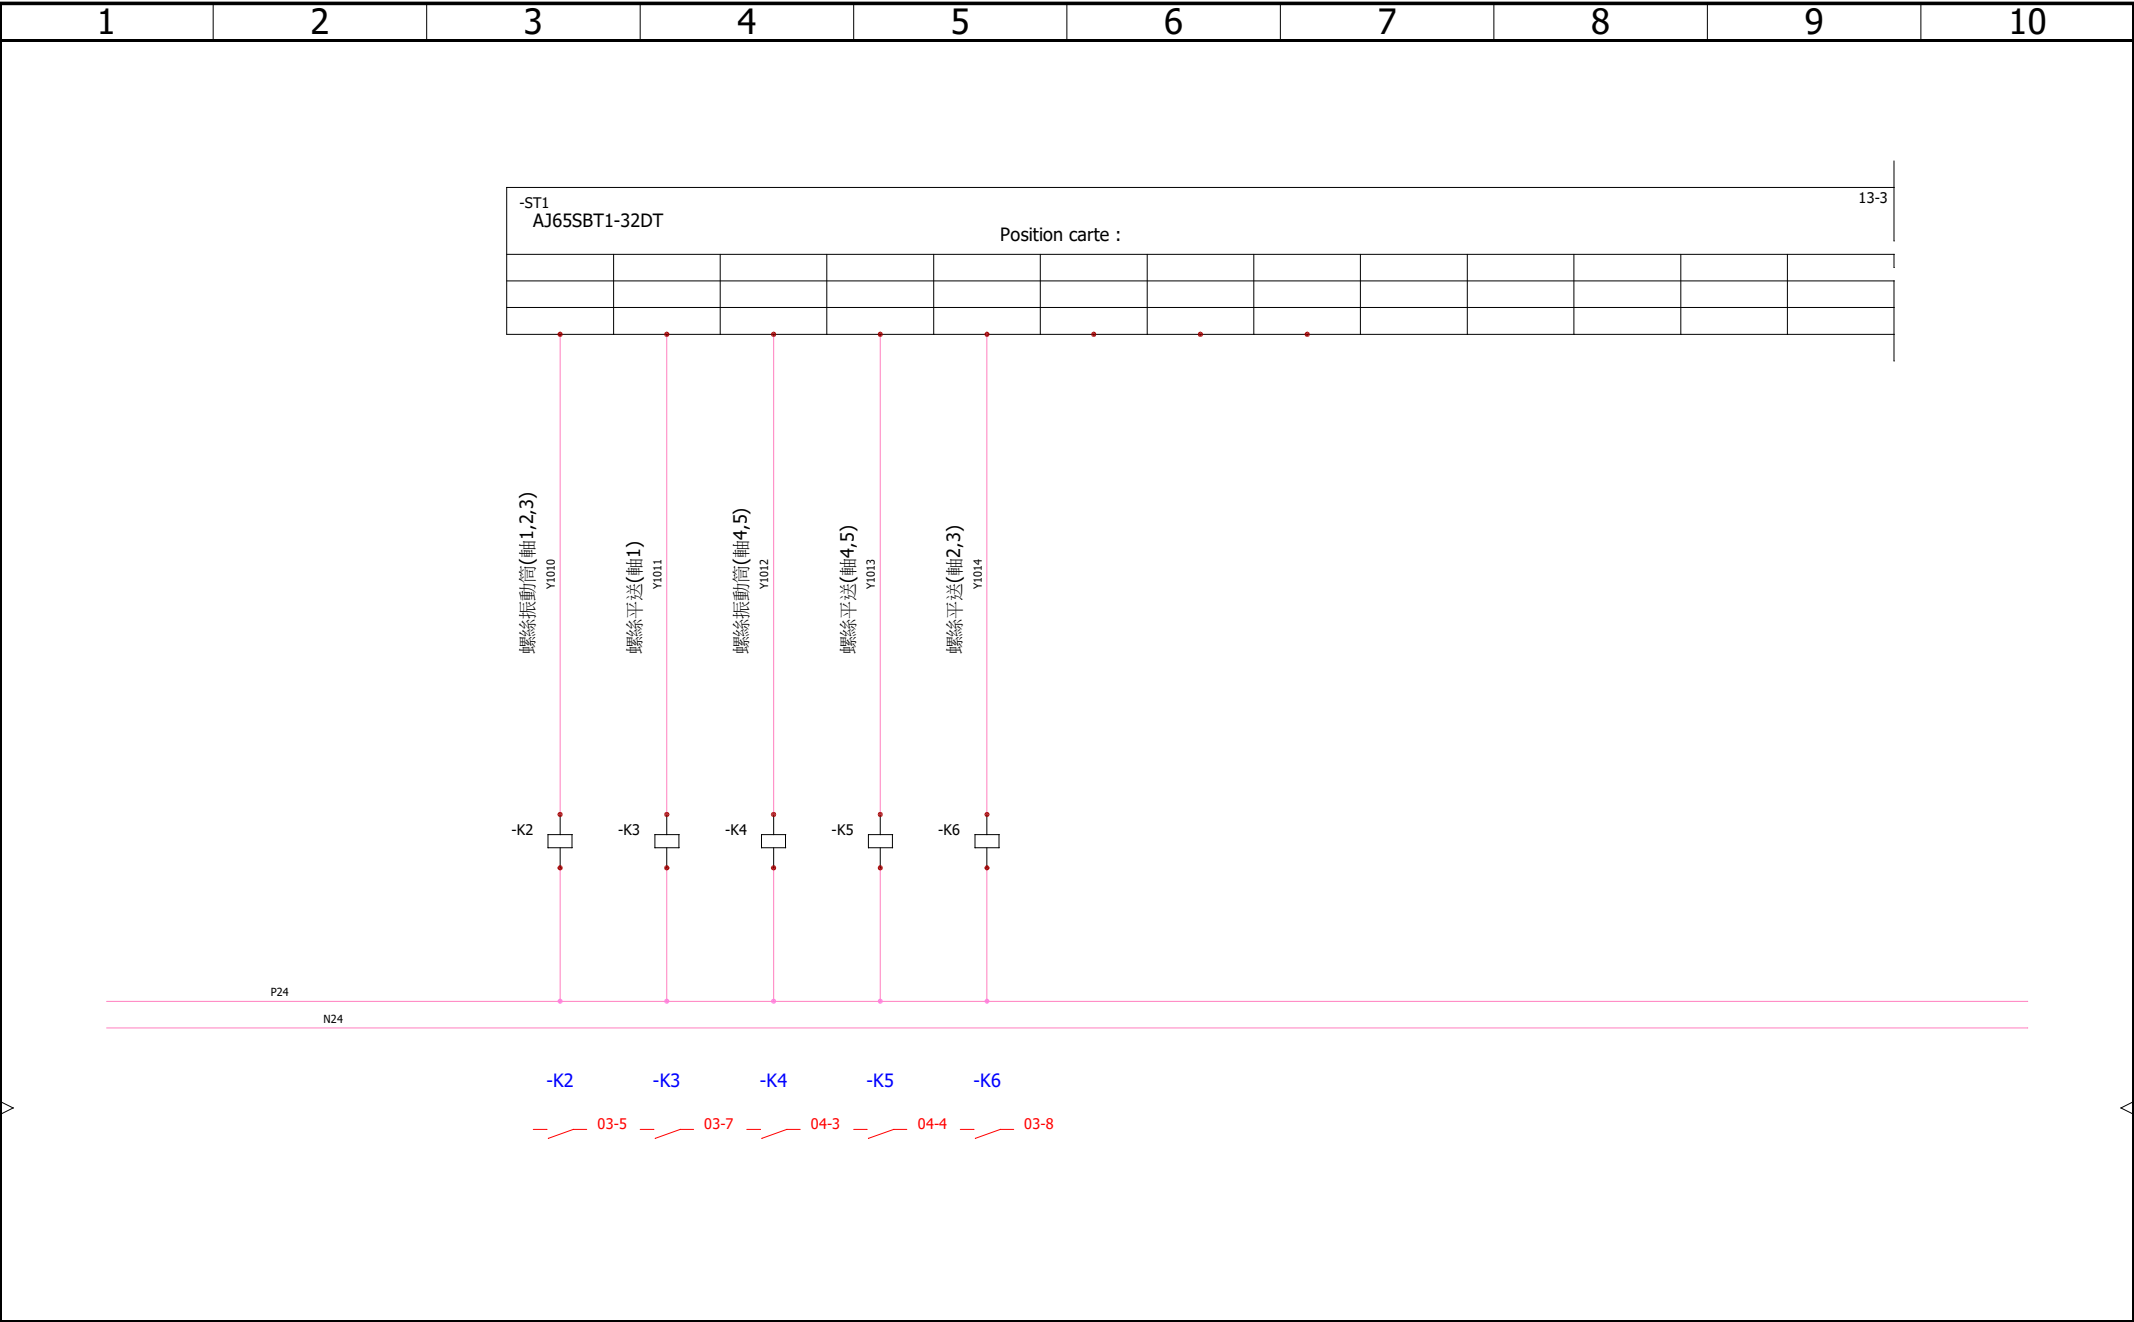 1 2 3 4 5 6 7 8 9 10
-ST1
13-3
AJ65SBT1-32DT
Position carte :
螺絲振動筒(軸1,2,3)
Y1010
螺絲平送(軸1)
Y1011
螺絲振動筒(軸4,5)
Y1012
螺絲平送(軸4,5)
Y1013
螺絲平送(軸2,3)
Y1014
-K2 -K3 -K4 -K5 -K6
P24
N24
-K2 -K3 -K4 -K5 -K6
03-5 03-7 04-3 04-4 03-8